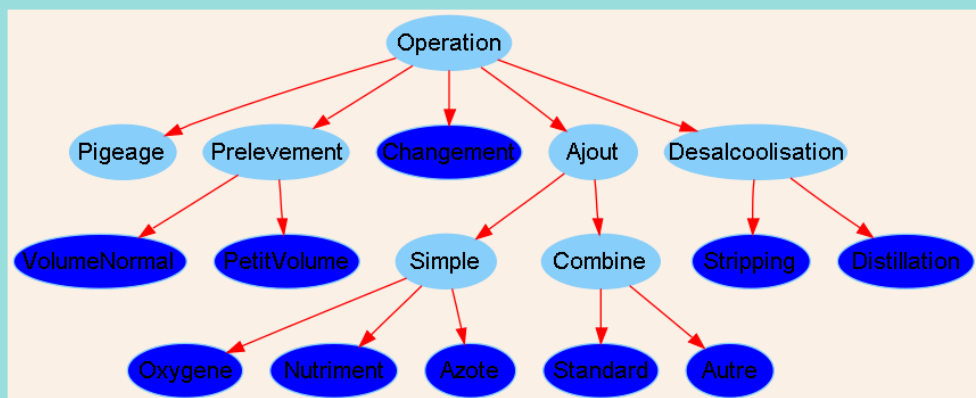 Operation
Pigeage
Prelevement
Changement
Ajout
Desalcoolisation
VolumeNormal
PetitVolume
Simple
Combine
Stripping
Distillation
Oxygene
Nutriment
Azote
Standard
Autre